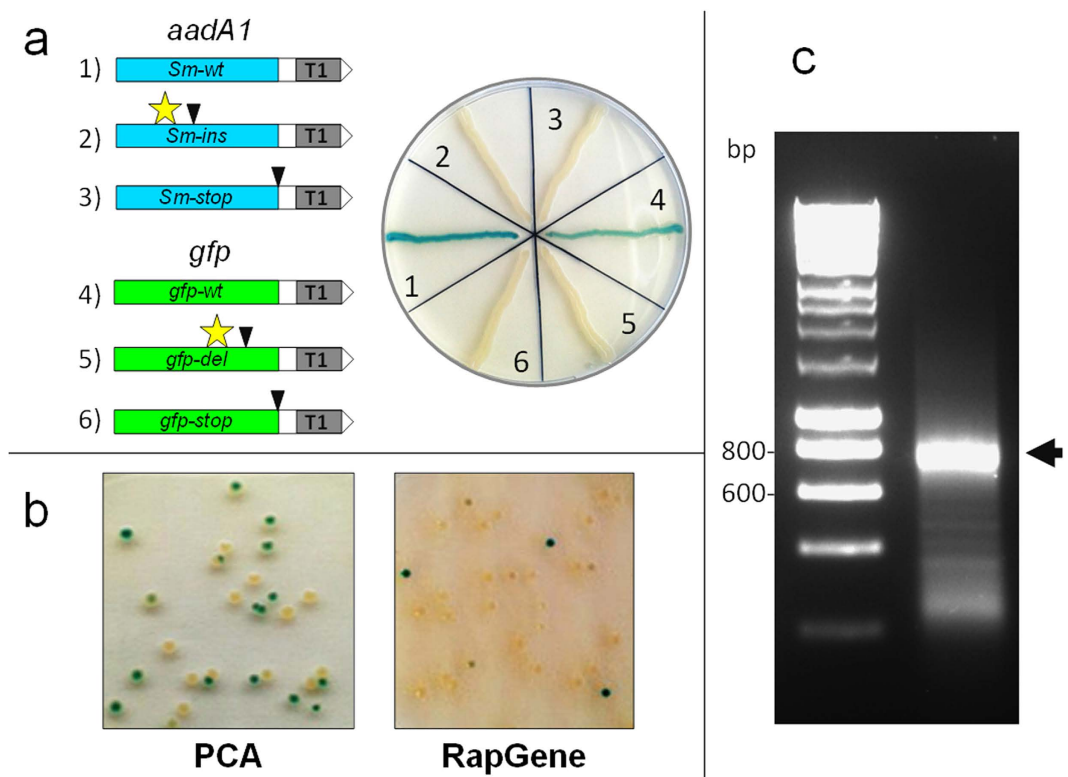 a
aadA1
1) Sm-wt T1
2) Sm-ins T1
3) Sm-stop T1
gfp
4) gfp-wt T1
5) gfp-del T1
6) gfp-stop T1
1
2
3
4
5
6
b
PCA
RapGene
c
bp
800-
600-